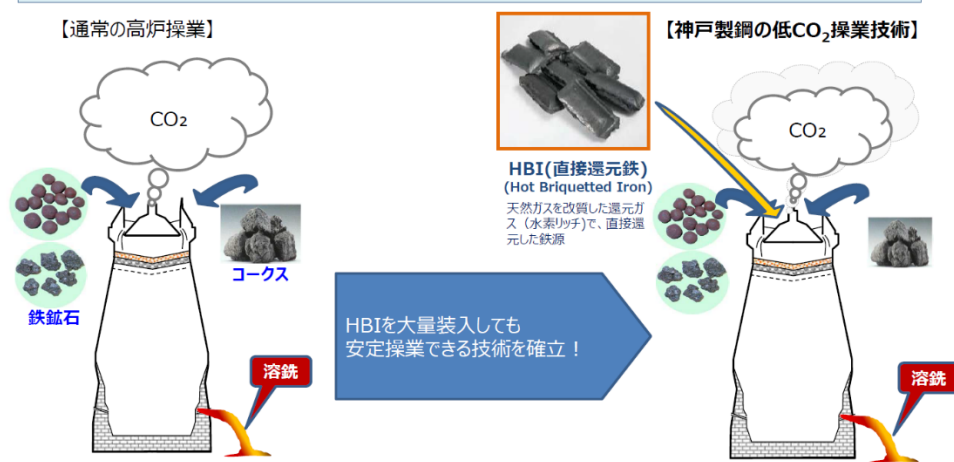 【通常の高炉操業】
CO₂
鉄鉱石
コークス
溶銑
HBI(直接還元鉄)
(Hot Briquetted Iron)
天然ガスを改質した還元ガ
ス（水素リッチ)で、直接還
元した鉄源
HBIを大量装入しても
安定操業できる技術を確立！
【神戸製鋼の低CO₂操業技術】
CO₂
溶銑